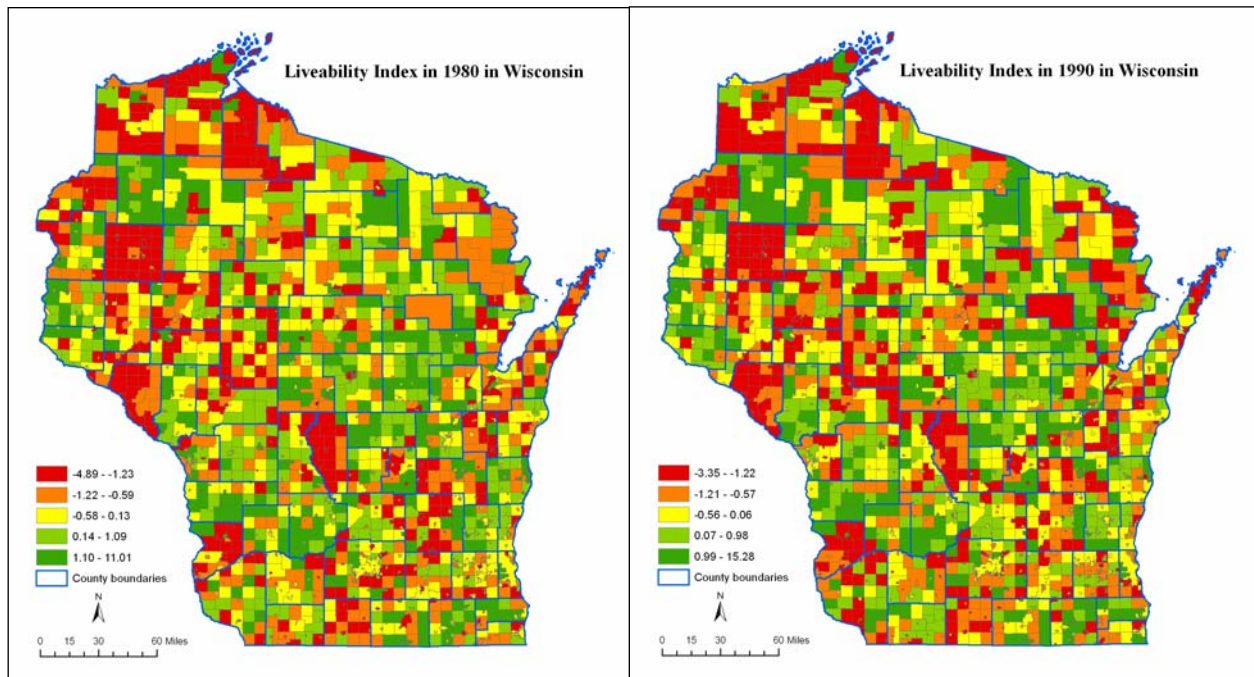 Liveability Index in 1980 in Wisconsin
-4.89 - -1.23
-1.22 - -0.59
-0.58 - 0.13
0.14 - 1.09
1.10 - 11.01
County boundaries
N
0 15 30 60 Miles
Liveability Index in 1990 in Wisconsin
-3.35 - -1.22
-1.21 - -0.57
-0.56 - 0.06
0.07 - 0.98
0.99 - 15.28
County boundaries
N
0 15 30 60 Miles